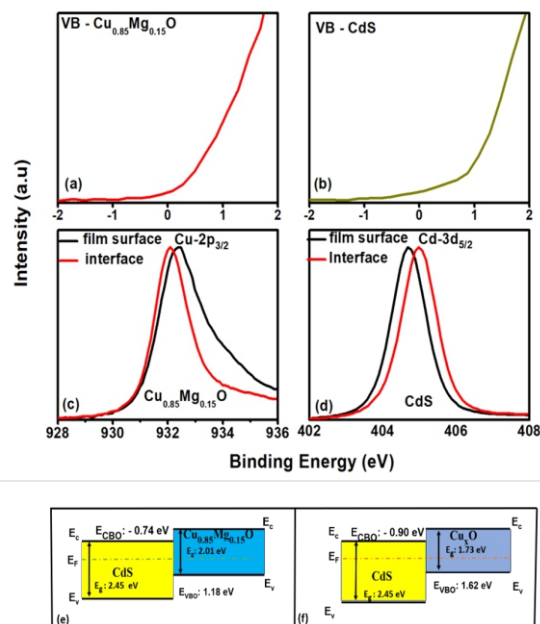 VB - Cu0.85Mg0.15O
VB - CdS
Intensity (a.u)
(a)
(b)
-2 -1 0 1 2
-2 -1 0 1 2
film surface Cu-2p3/2
interface
film surface Cd-3d5/2
Interface
(c) Cu0.85Mg0.15O
(d) CdS
928 930 932 934 936
402 404 406 408
Binding Energy (eV)
Ec ECBO: - 0.74 eV Ec
Cu0.85Mg0.15O
Eg: 2.01 eV
EF
CdS
Eg: 2.45 eV
EVBO: 1.18 eV
Ev
Ev
(e)
Ec ECBO: - 0.90 eV Ec
CuxO
Eg: 1.73 eV
EF
CdS
Eg: 2.45 eV
EVBO: 1.62 eV
Ev
Ev
(f)